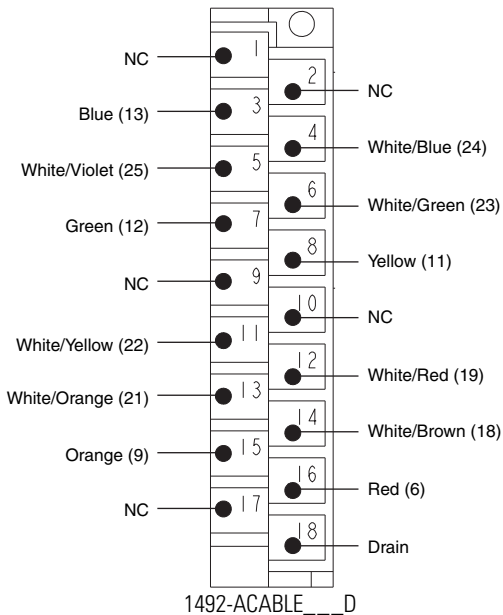 NC 1
2 NC
Blue (13) 3
4 White/Blue (24)
White/Violet (25) 5
6 White/Green (23)
Green (12) 7
8 Yellow (11)
NC 9
10 NC
White/Yellow (22) 11
12 White/Red (19)
White/Orange (21) 13
14 White/Brown (18)
Orange (9) 15
16 Red (6)
NC 17
18 Drain
1492-ACABLE___D